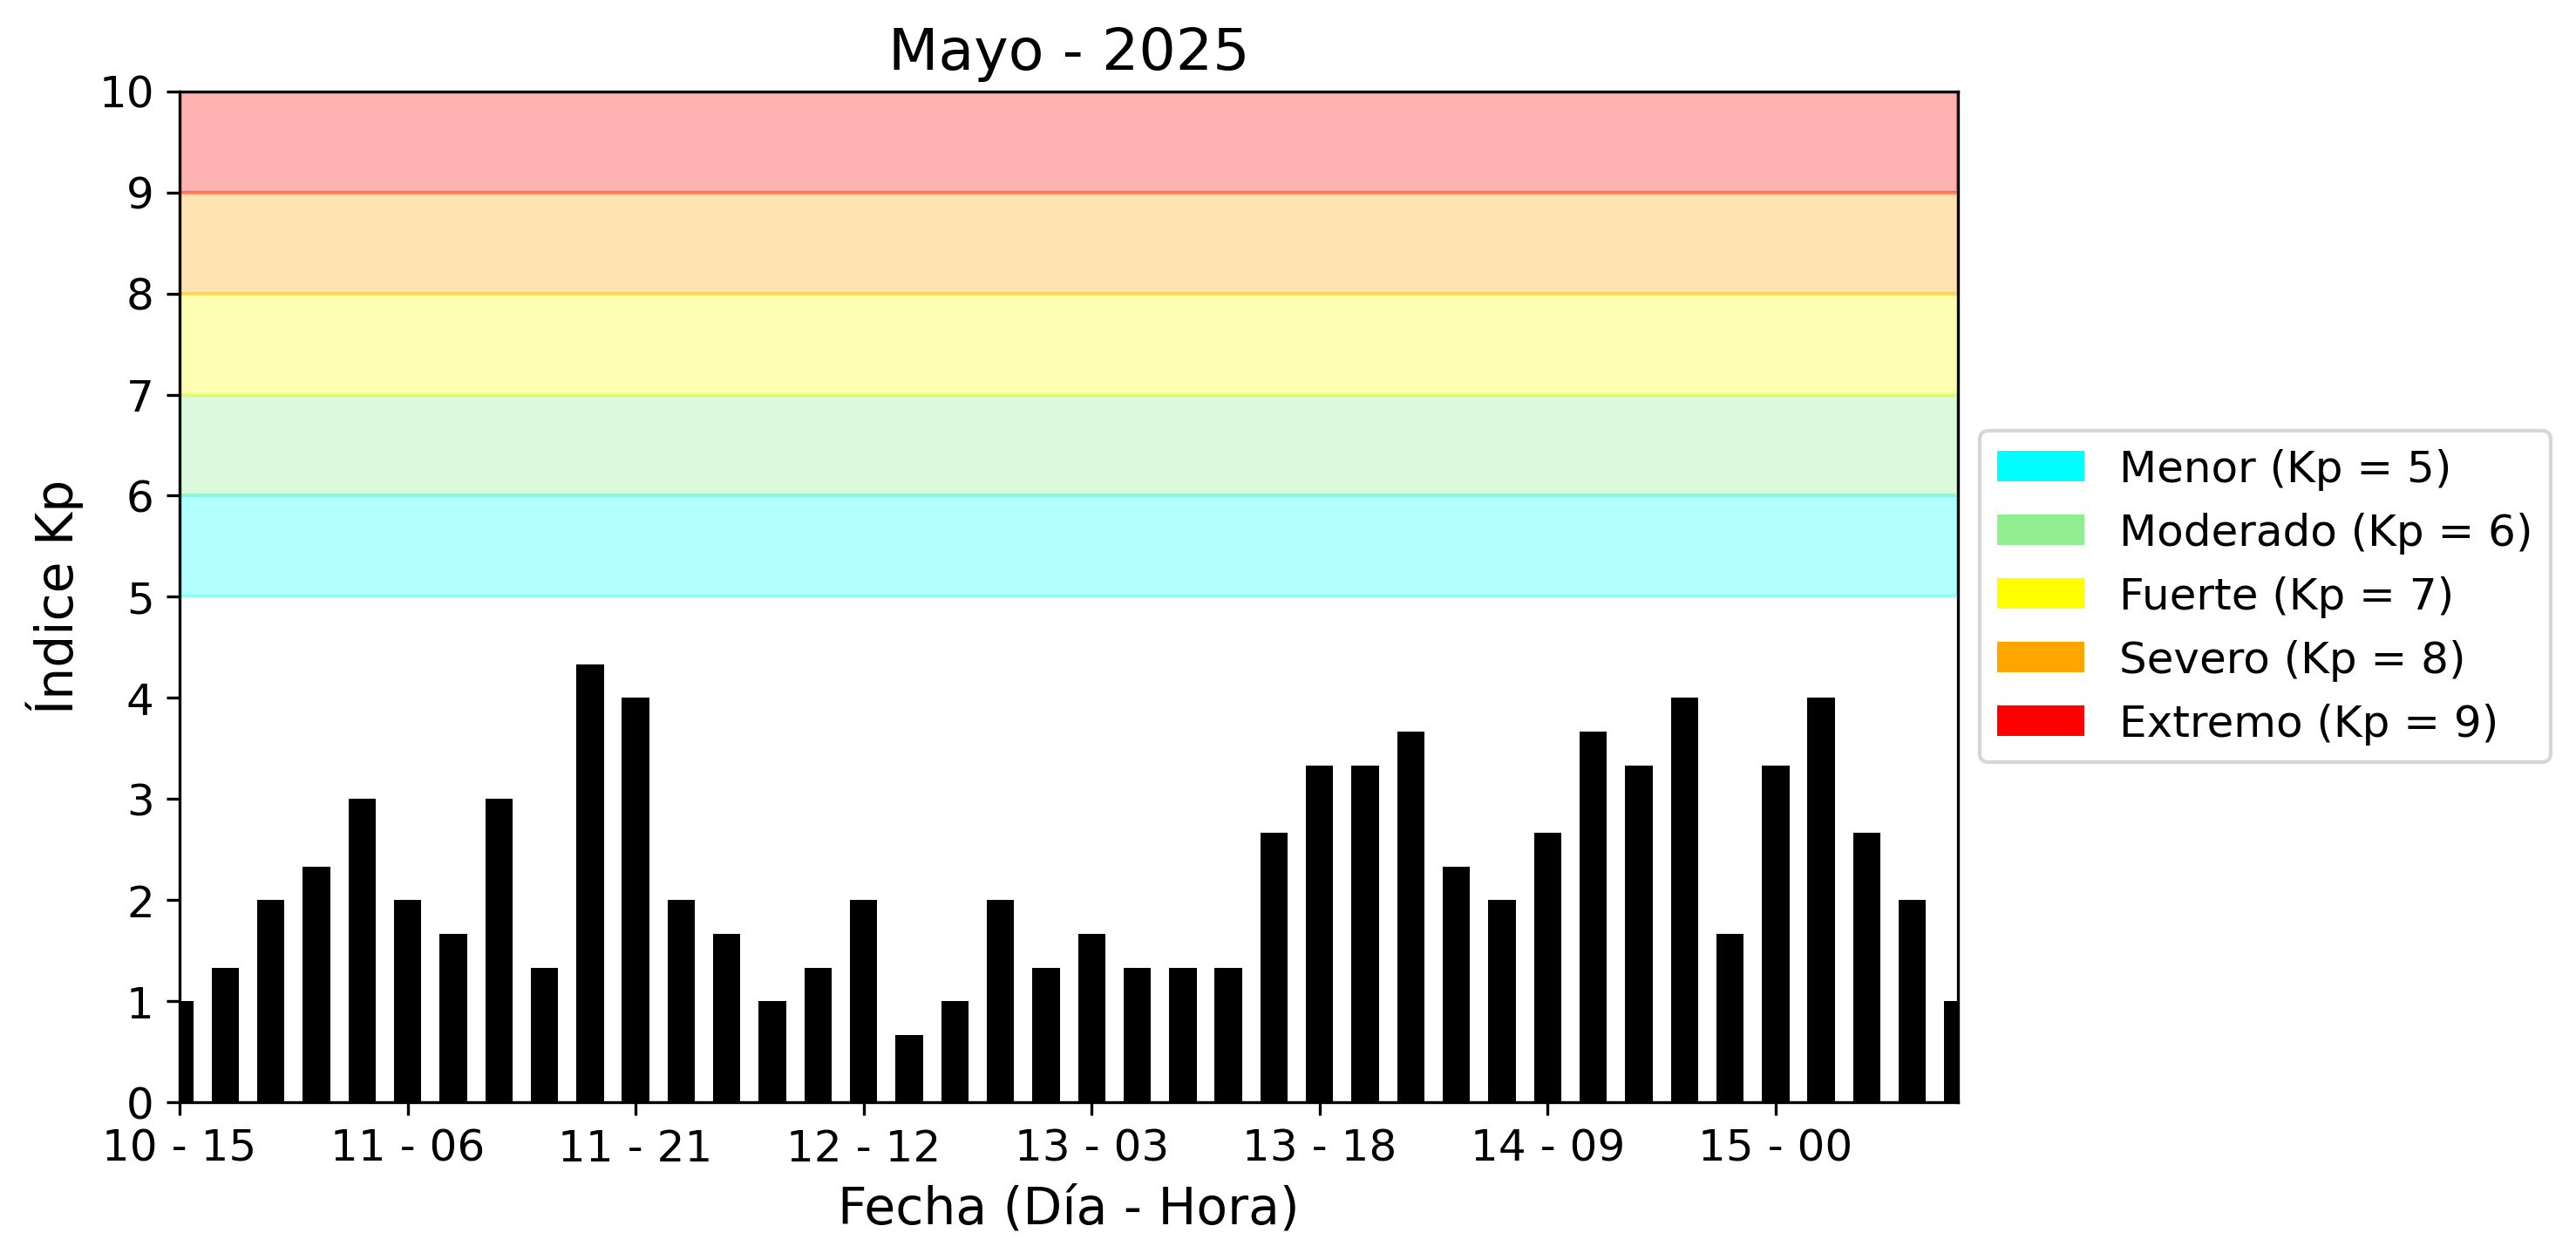 Mayo - 2025
10
9
8
7
6
5
4
3
2
1
0
Índice Kp
10 - 15
11 - 06
11 - 21
12 - 12
13 - 03
13 - 18
14 - 09
15 - 00
Fecha (Día - Hora)
Menor (Kp = 5)
Moderado (Kp = 6)
Fuerte (Kp = 7)
Severo (Kp = 8)
Extremo (Kp = 9)